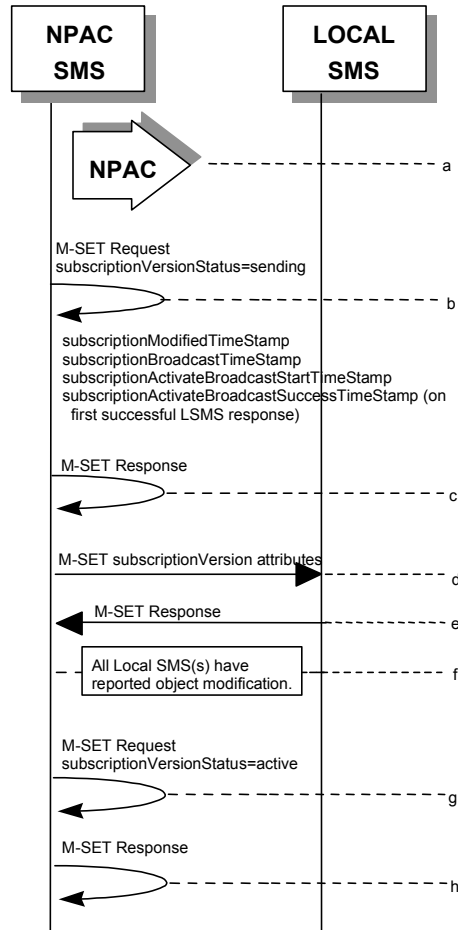 NPAC
SMS
LOCAL
SMS
NPAC
a
M-SET Request
subscriptionVersionStatus=sending
b
subscriptionModifiedTimeStamp
subscriptionBroadcastTimeStamp
subscriptionActivateBroadcastStartTimeStamp
subscriptionActivateBroadcastSuccessTimeStamp (on
first successful LSMS response)
M-SET Response
c
M-SET subscriptionVersion attributes
d
M-SET Response
e
All Local SMS(s) have
reported object modification.
f
M-SET Request
subscriptionVersionStatus=active
g
M-SET Response
h